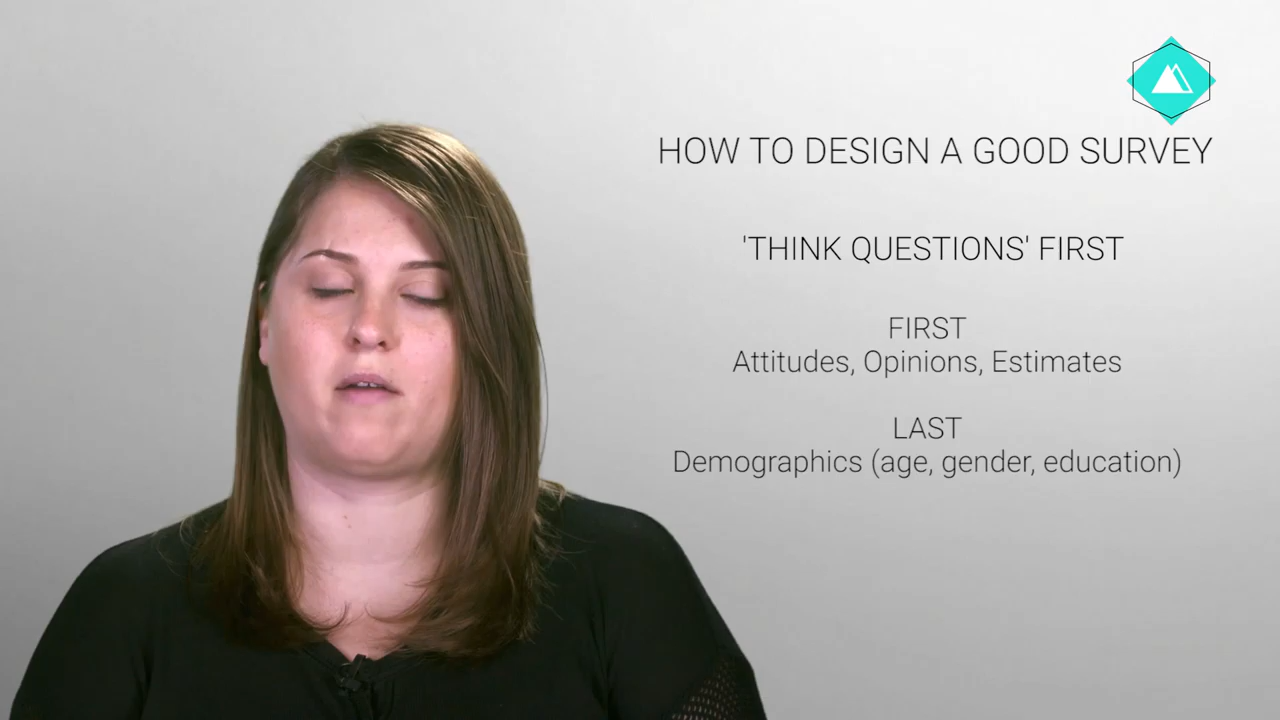 HOW TO DESIGN A GOOD SURVEY
'THINK QUESTIONS' FIRST
FIRST
Attitudes, Opinions, Estimates
LAST
Demographics (age, gender, education)